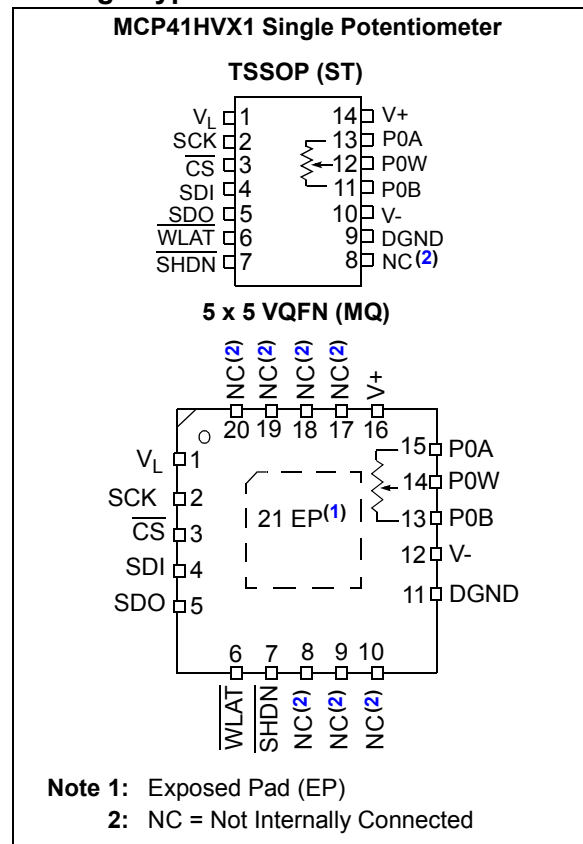 MCP41HVX1 Single Potentiometer
TSSOP (ST)
VL 1 14 V+
SCK 2 13 P0A
CS 3 12 P0W
SDI 4 11 P0B
SDO 5 10 V-
WLAT 6 9 DGND
SHDN 7 8 NC(2)
5 x 5 VQFN (MQ)
NC(2) NC(2) NC(2) NC(2) V+
20 19 18 17 16
VL 1 15 P0A
SCK 2 14 P0W
21 EP(1)
CS 3 13 P0B
SDI 4 12 V-
SDO 5 11 DGND
6 7 8 9 10
WLAT SHDN NC(2) NC(2) NC(2)
Note 1: Exposed Pad (EP)
2: NC = Not Internally Connected